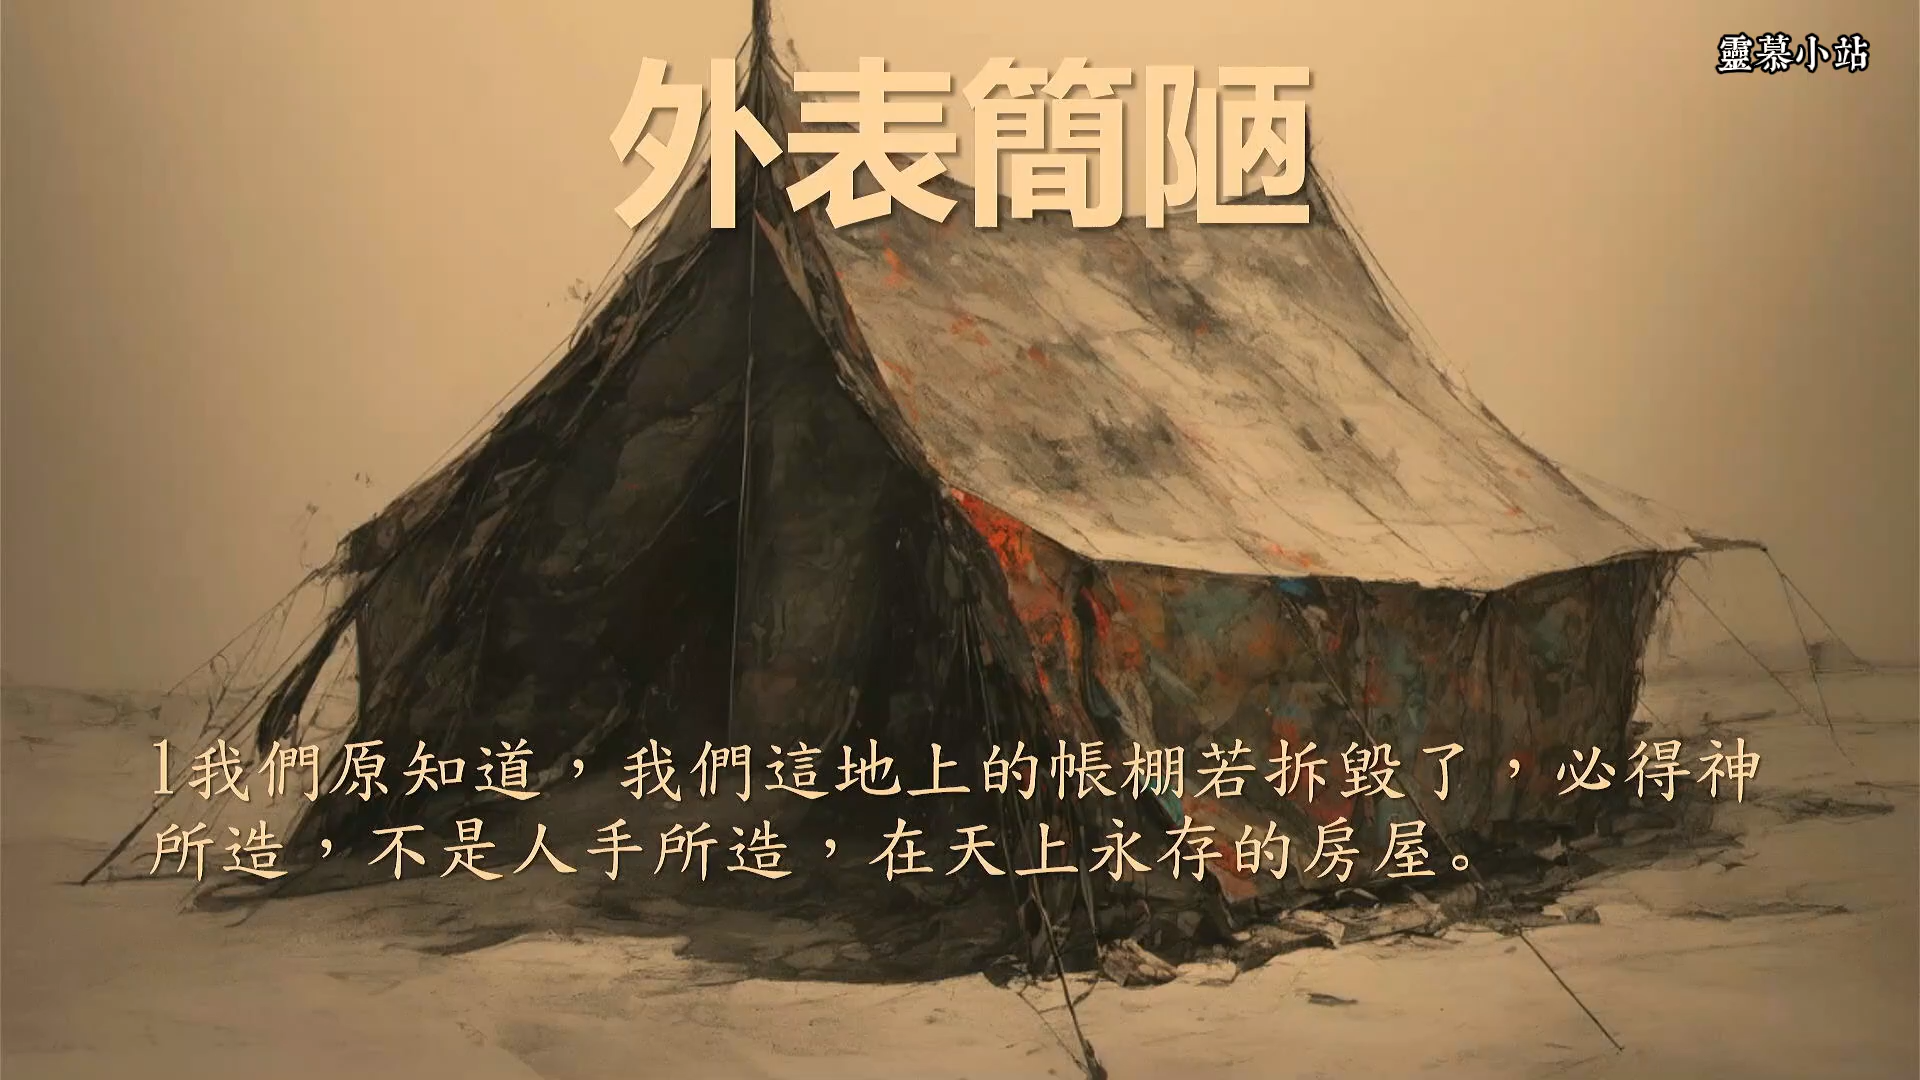 靈慕小站
外表簡陋
1我們原知道，我們這地上的帳棚若拆毀了，必得神
所造，不是人手所造，在天上永存的房屋。